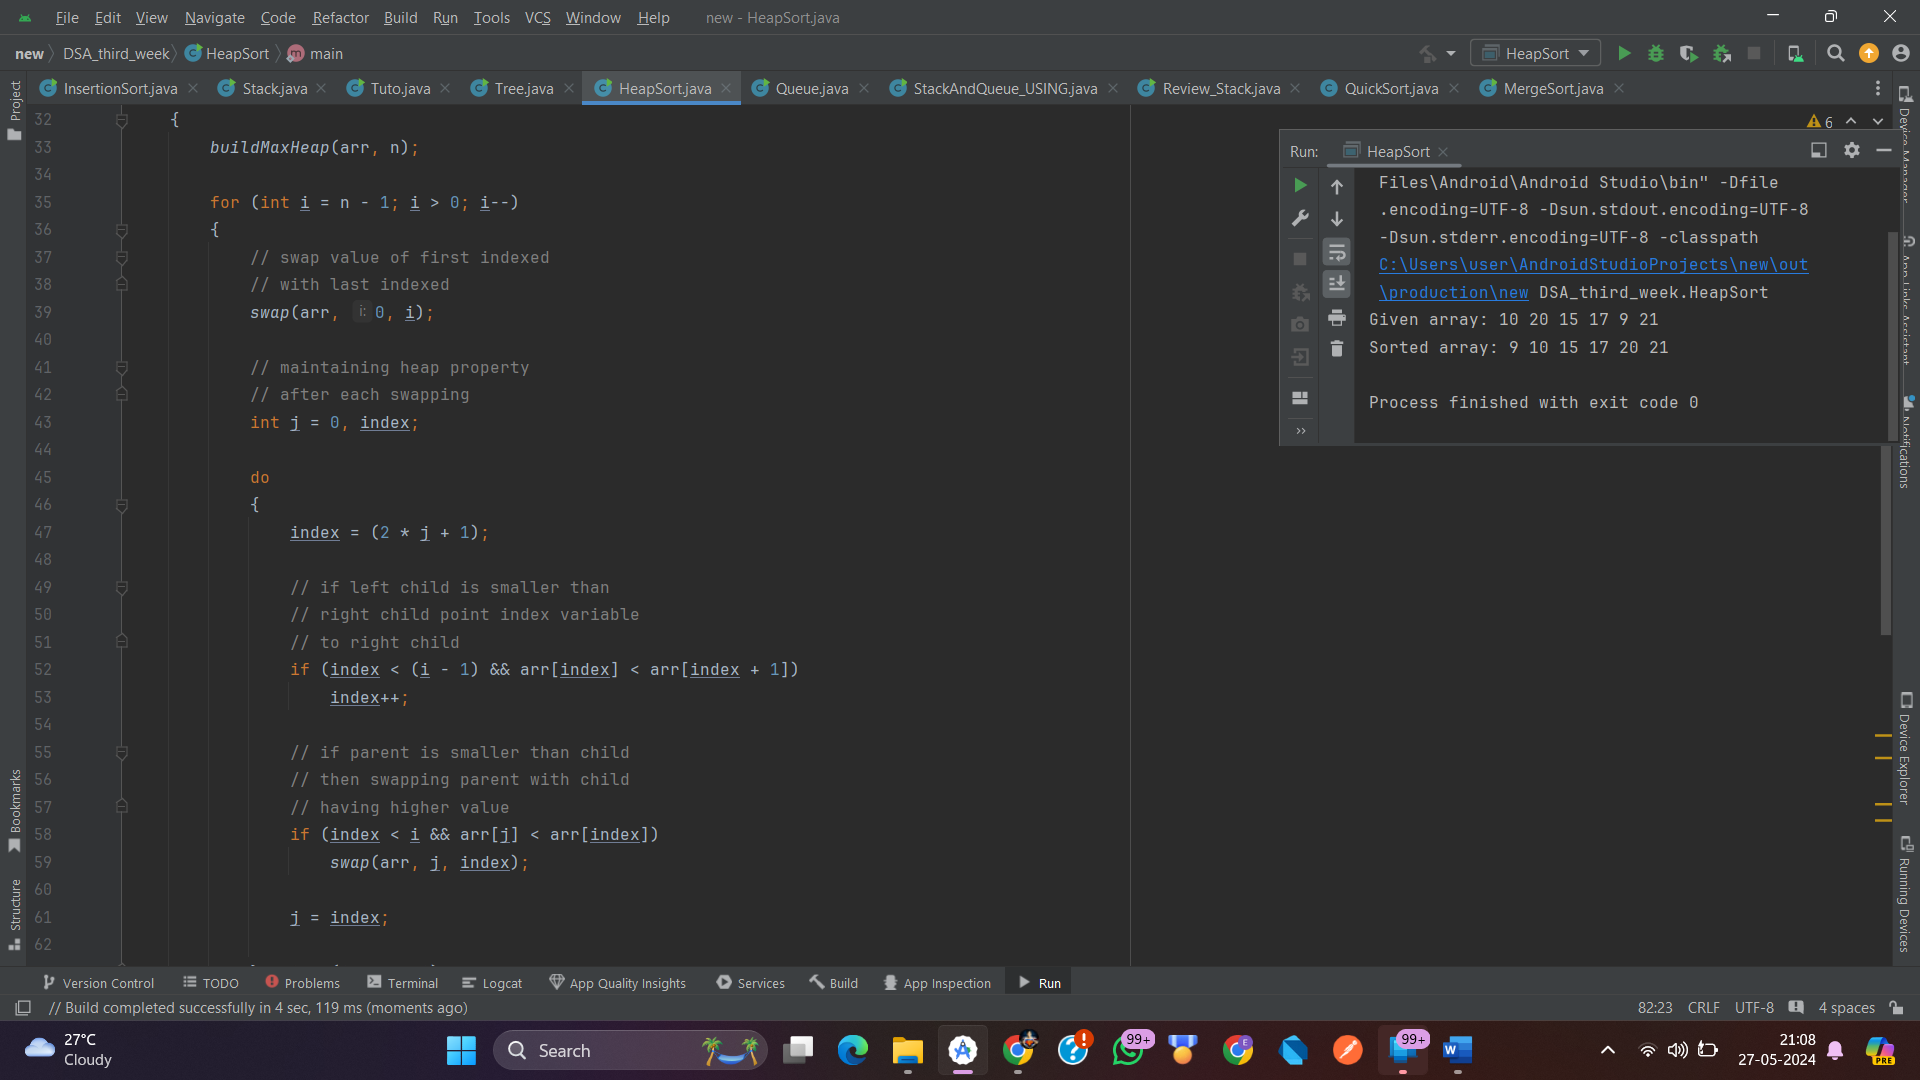 File Edit View Navigate Code Refactor Build Run Tools VCS Window Help new - HeapSort.java
new DSA_third_week HeapSort main HeapSort
InsertionSort.java Stack.java Tuto.java Tree.java HeapSort.java Queue.java StackAndQueue_USING.java Review_Stack.java QuickSort.java MergeSort.java
Project
Bookmarks
Structure
32 {
33 buildMaxHeap(arr, n);
34
35 for (int i = n - 1; i > 0; i--)
36 {
37 // swap value of first indexed
38 // with last indexed
39 swap(arr, i: 0, i);
40
41 // maintaining heap property
42 // after each swapping
43 int j = 0, index;
44
45 do
46 {
47 index = (2 * j + 1);
48
49 // if left child is smaller than
50 // right child point index variable
51 // to right child
52 if (index < (i - 1) && arr[index] < arr[index + 1])
53 index++;
54
55 // if parent is smaller than child
56 // then swapping parent with child
57 // having higher value
58 if (index < i && arr[j] < arr[index])
59 swap(arr, j, index);
60
61 j = index;
62
6
Run: HeapSort
Files\Android\Android Studio\bin" -Dfile
.encoding=UTF-8 -Dsun.stdout.encoding=UTF-8
-Dsun.stderr.encoding=UTF-8 -classpath
C:\Users\user\AndroidStudioProjects\new\out
\production\new DSA_third_week.HeapSort
Given array: 10 20 15 17 9 21
Sorted array: 9 10 15 17 20 21
Process finished with exit code 0
Device Manager
App Links Assistant
Notifications
Device Explorer
Running Devices
Version Control TODO Problems Terminal Logcat App Quality Insights Services Build App Inspection Run
// Build completed successfully in 4 sec, 119 ms (moments ago) 82:23 CRLF UTF-8 4 spaces
27°C
Cloudy
Search
99+
E
99+
W
21:08
27-05-2024
PRE